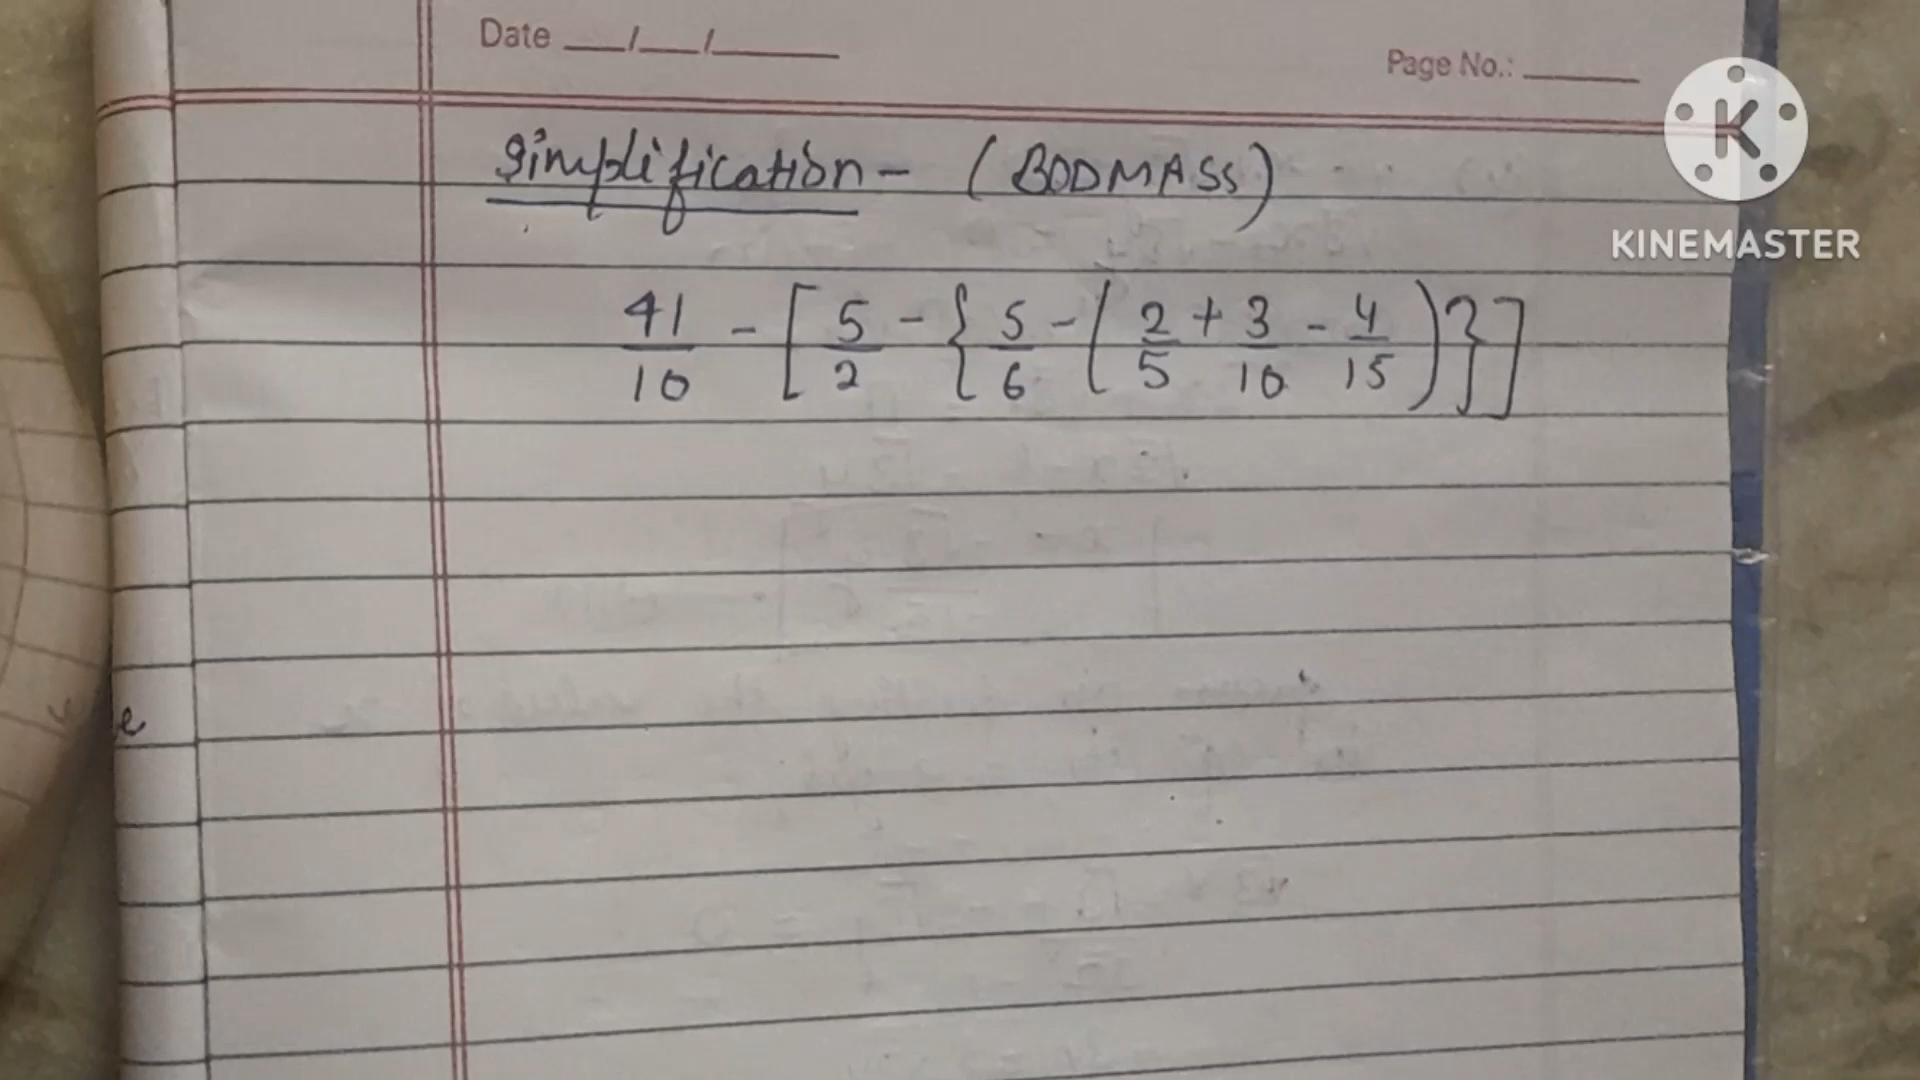 Date __/__/____
Page No.: ____
K
KINEMASTER
Simplification - (BODMASS)
41/10 - [5/2 - {5/6 - (2/5 + 3/10 - 4/15)}]
e